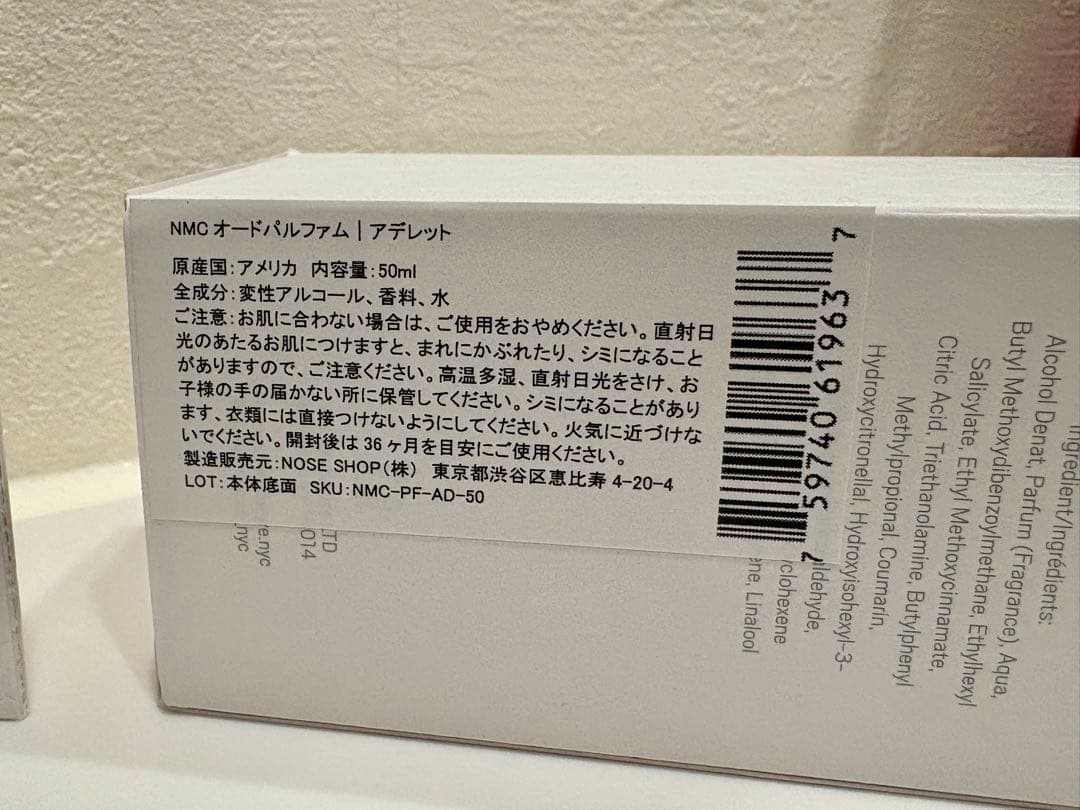 NMC オードパルファム | アデレット
原産国:アメリカ 内容量:50ml
全成分:変性アルコール、香料、水
ご注意:お肌に合わない場合は、ご使用をおやめください。直射日
光のあたるお肌につけますと、まれにかぶれたり、シミになること
がありますので、ご注意ください。高温多湿、直射日光をさけ、お
子様の手の届かない所に保管してください。シミになることがあり
ます、衣類には直接つけないようにしてください。火気に近づけな
いでください。開封後は 36 ヶ月を目安にご使用ください。
製造販売元:NOSE SHOP(株) 東京都渋谷区恵比寿 4-20-4
LOT:本体底面 SKU:NMC-PF-AD-50
7 59740 61963 7
Ingredient/Ingrédients:
Alcohol Denat, Parfum (Fragrance), Aqua,
Butyl Methoxydibenzoylmethane, Ethylhexyl
Salicylate, Ethyl Methoxycinnamate,
Citric Acid, Triethanolamine, Butylphenyl
Methylpropional, Coumarin,
Hydroxycitronellal, Hydroxyisohexyl-3-
ldehyde,
clohexene
ene, Linalool
LTD
014
e.nyc
nyc